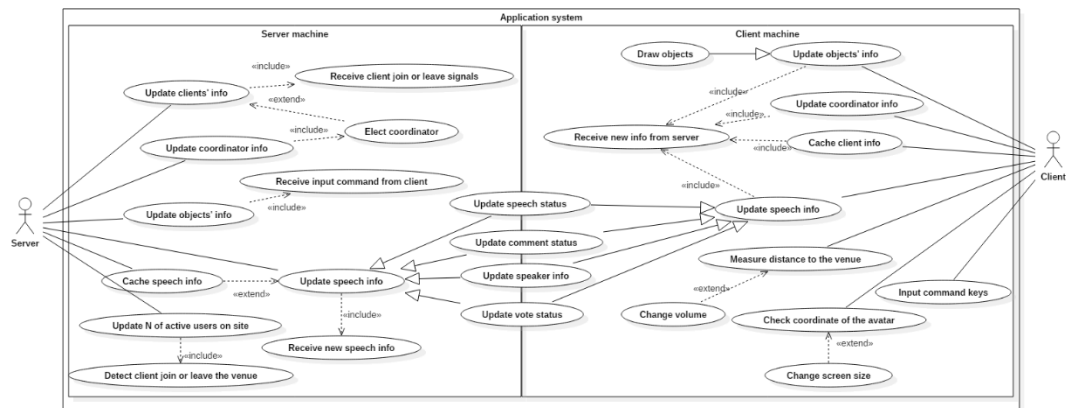 Application system
Server machine
Client machine
Draw objects
Update objects' info
«include»
Receive client join or leave signals
Update clients' info
«include»
«extend»
Update coordinator info
«include»
Elect coordinator
Receive new info from server
«include»
Cache client info
Update coordinator info
«include»
Receive input command from client
Client
«include»
Update speech status
Update objects' info
«include»
Update speech info
Server
Update comment status
Measure distance to the venue
Update speaker info
Cache speech info
«extend»
Update speech info
«extend»
Input command keys
Update vote status
Change volume
Check coordinate of the avatar
Update N of active users on site
«include»
«extend»
Receive new speech info
«include»
Detect client join or leave the venue
Change screen size